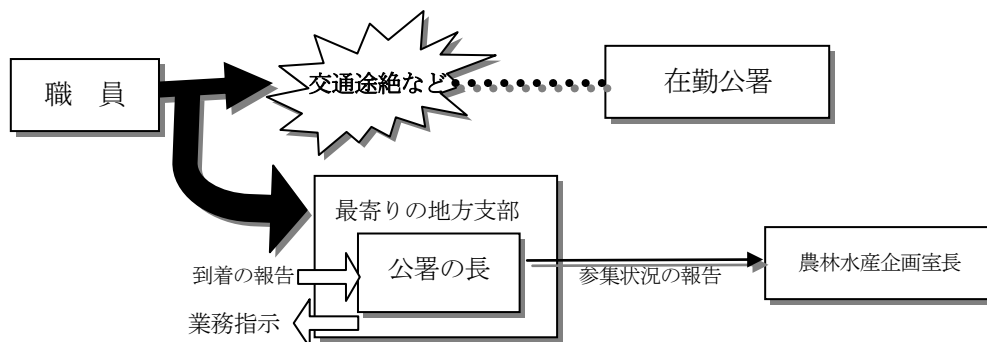 職　員
交通途絶など
在勤公署
最寄りの地方支部
公署の長
到着の報告
業務指示
参集状況の報告
農林水産企画室長